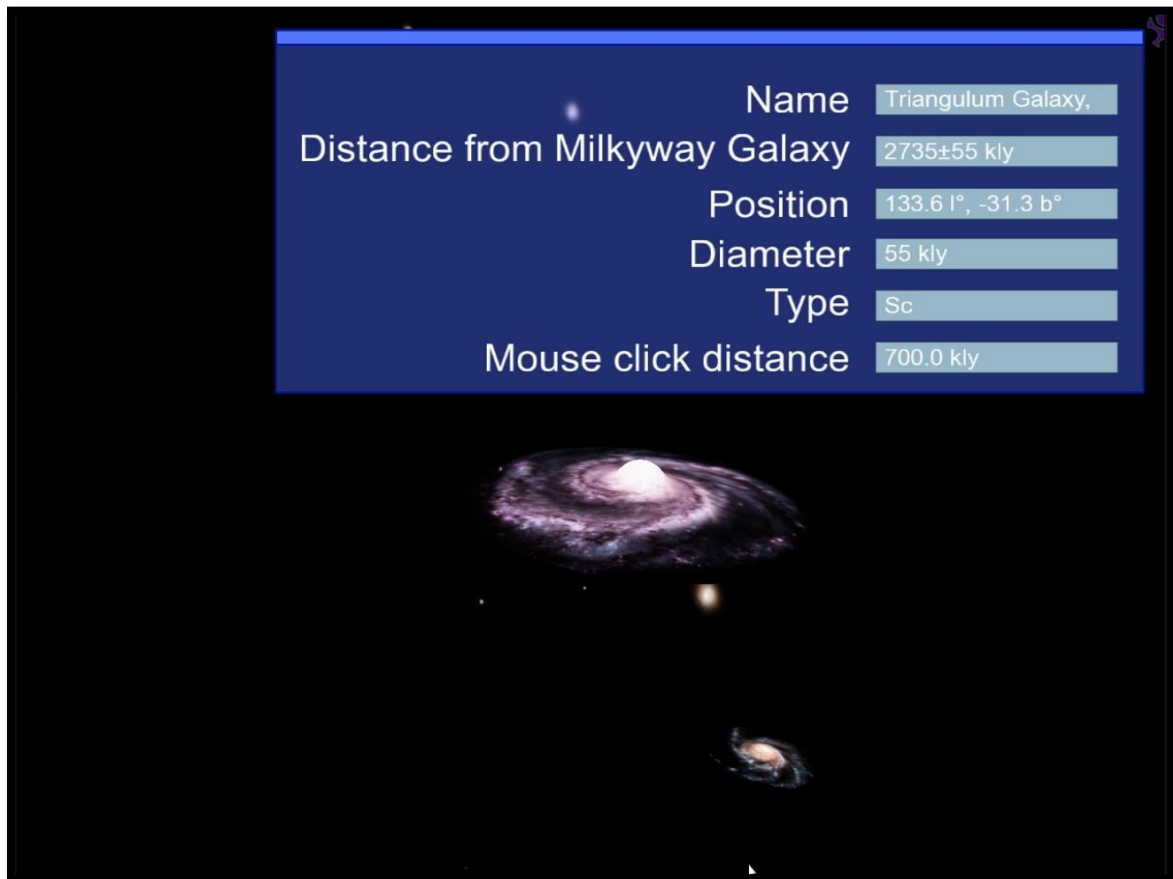 Name Triangulum Galaxy,
Distance from Milkyway Galaxy 2735±55 kly
Position 133.6 l°, -31.3 b°
Diameter 55 kly
Type Sc
Mouse click distance 700.0 kly